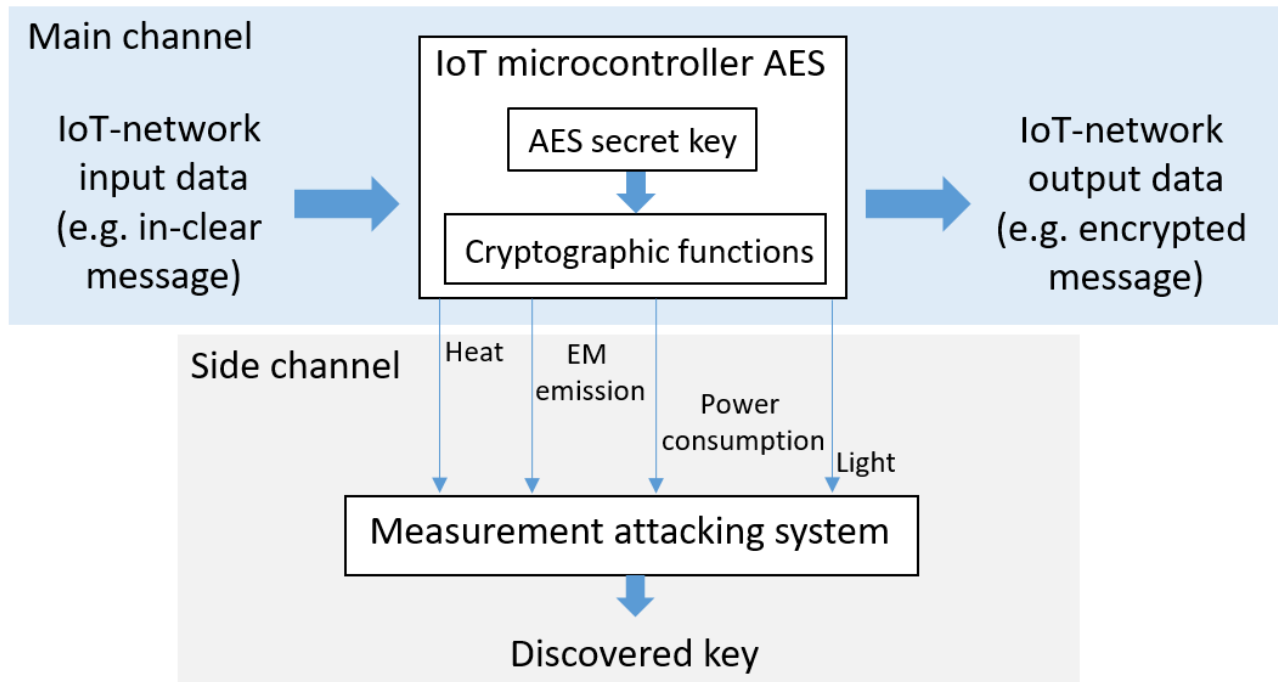 Main channel
IoT-network
input data
(e.g. in-clear
message)
IoT microcontroller AES
AES secret key
Cryptographic functions
IoT-network
output data
(e.g. encrypted
message)
Side channel
Heat
EM
emission
Power
consumption
Light
Measurement attacking system
Discovered key